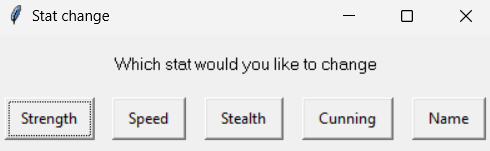 Stat change
Which stat would you like to change
Strength Speed Stealth Cunning Name